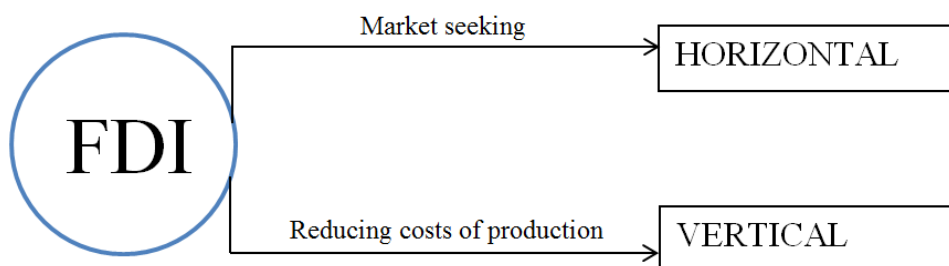 Market seeking
HORIZONTAL
FDI
Reducing costs of production
VERTICAL